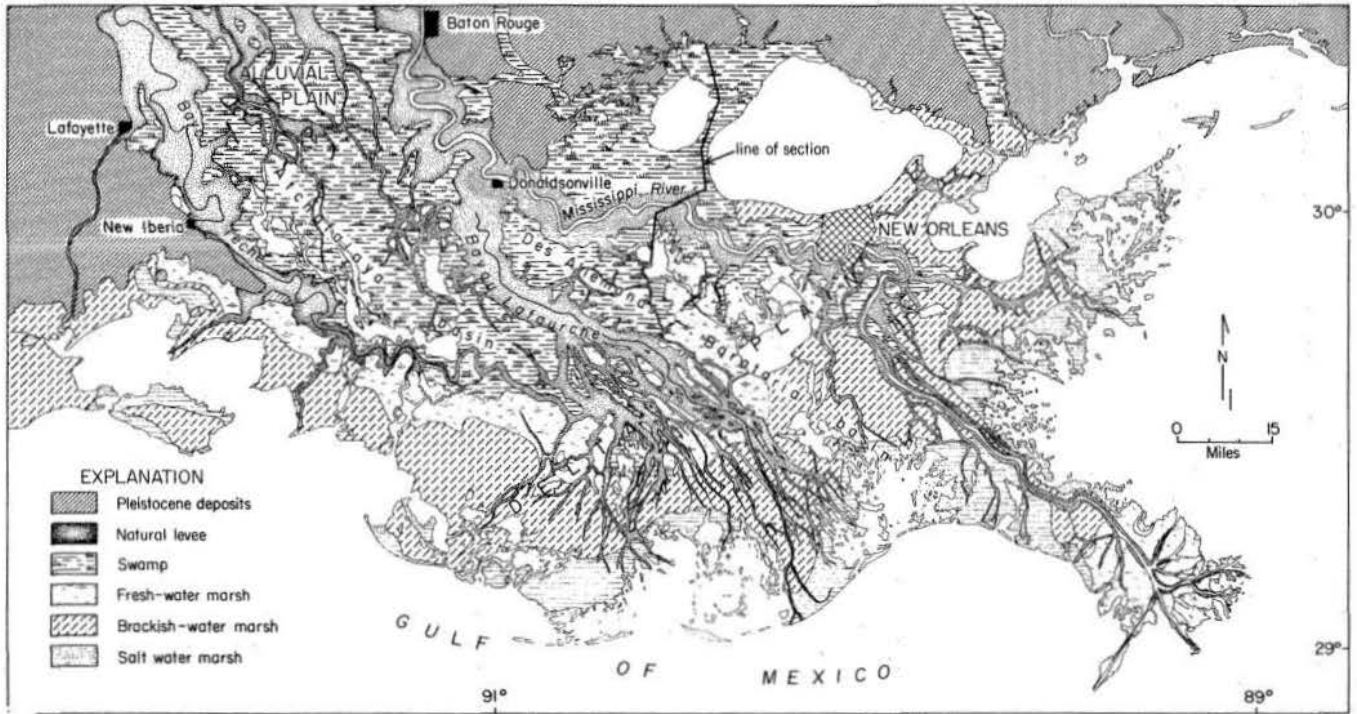 Baton Rouge
ALLUVIAL
PLAIN
Lafayette
line of section
Donaldsonville
Mississippi River
New Iberia
30°
NEW ORLEANS
Des
Bayou Lafourche
Basin
N
0 15
Miles
EXPLANATION
Pleistocene deposits
Natural levee
Swamp
Fresh-water marsh
Brackish-water marsh
Salt water marsh
GULF
OF
MEXICO
29°
91°
89°